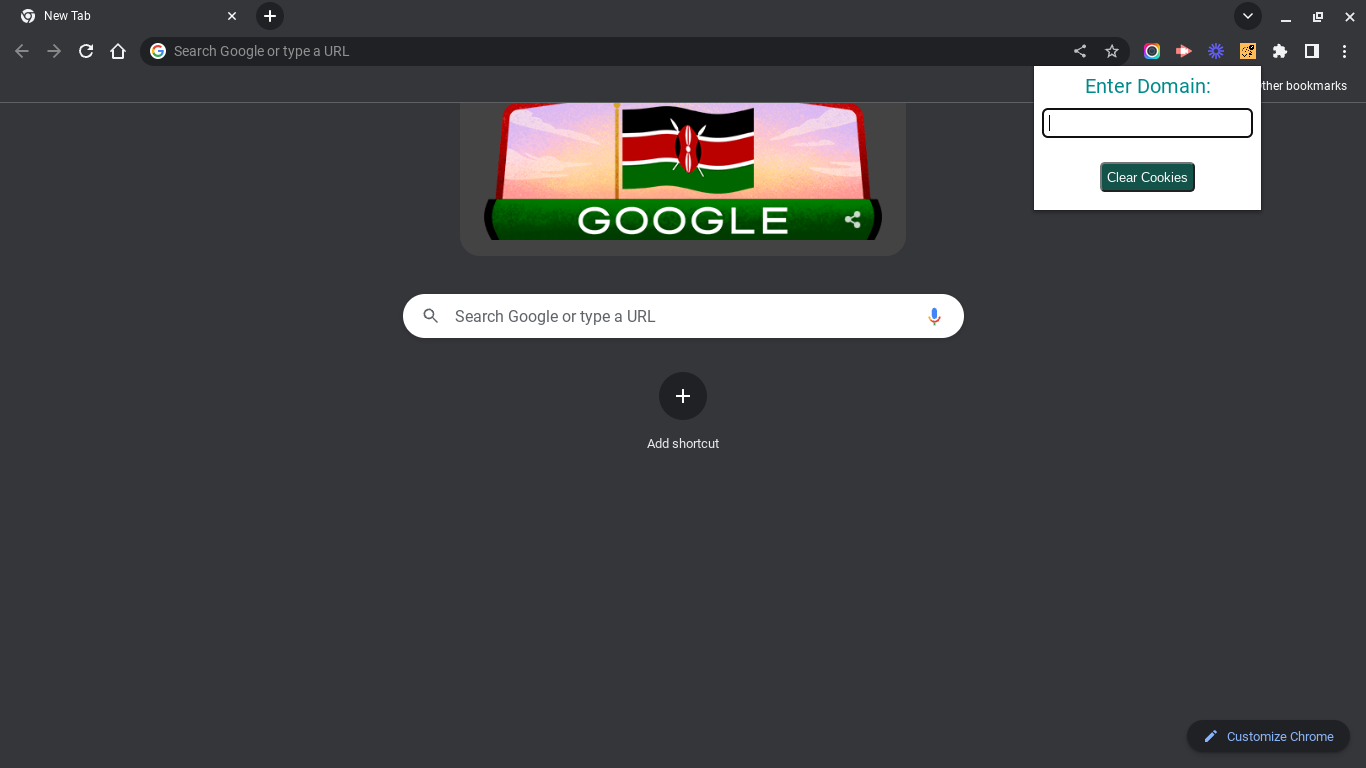 New Tab
Search Google or type a URL
ther bookmarks
Enter Domain:
Clear Cookies
GOOGLE
Search Google or type a URL
Add shortcut
Customize Chrome